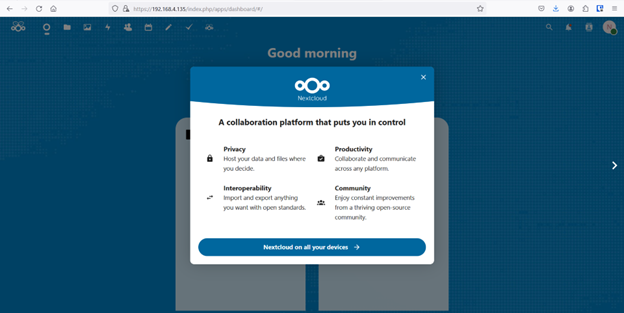 https://192.168.4.135/index.php/apps/dashboard/#/
N
Good morning
Nextcloud
A collaboration platform that puts you in control
Privacy
Host your data and files where
you decide.
Productivity
Collaborate and communicate
across any platform.
Interoperability
Import and export anything
you want with open standards.
Community
Enjoy constant improvements
from a thriving open-source
community.
Nextcloud on all your devices